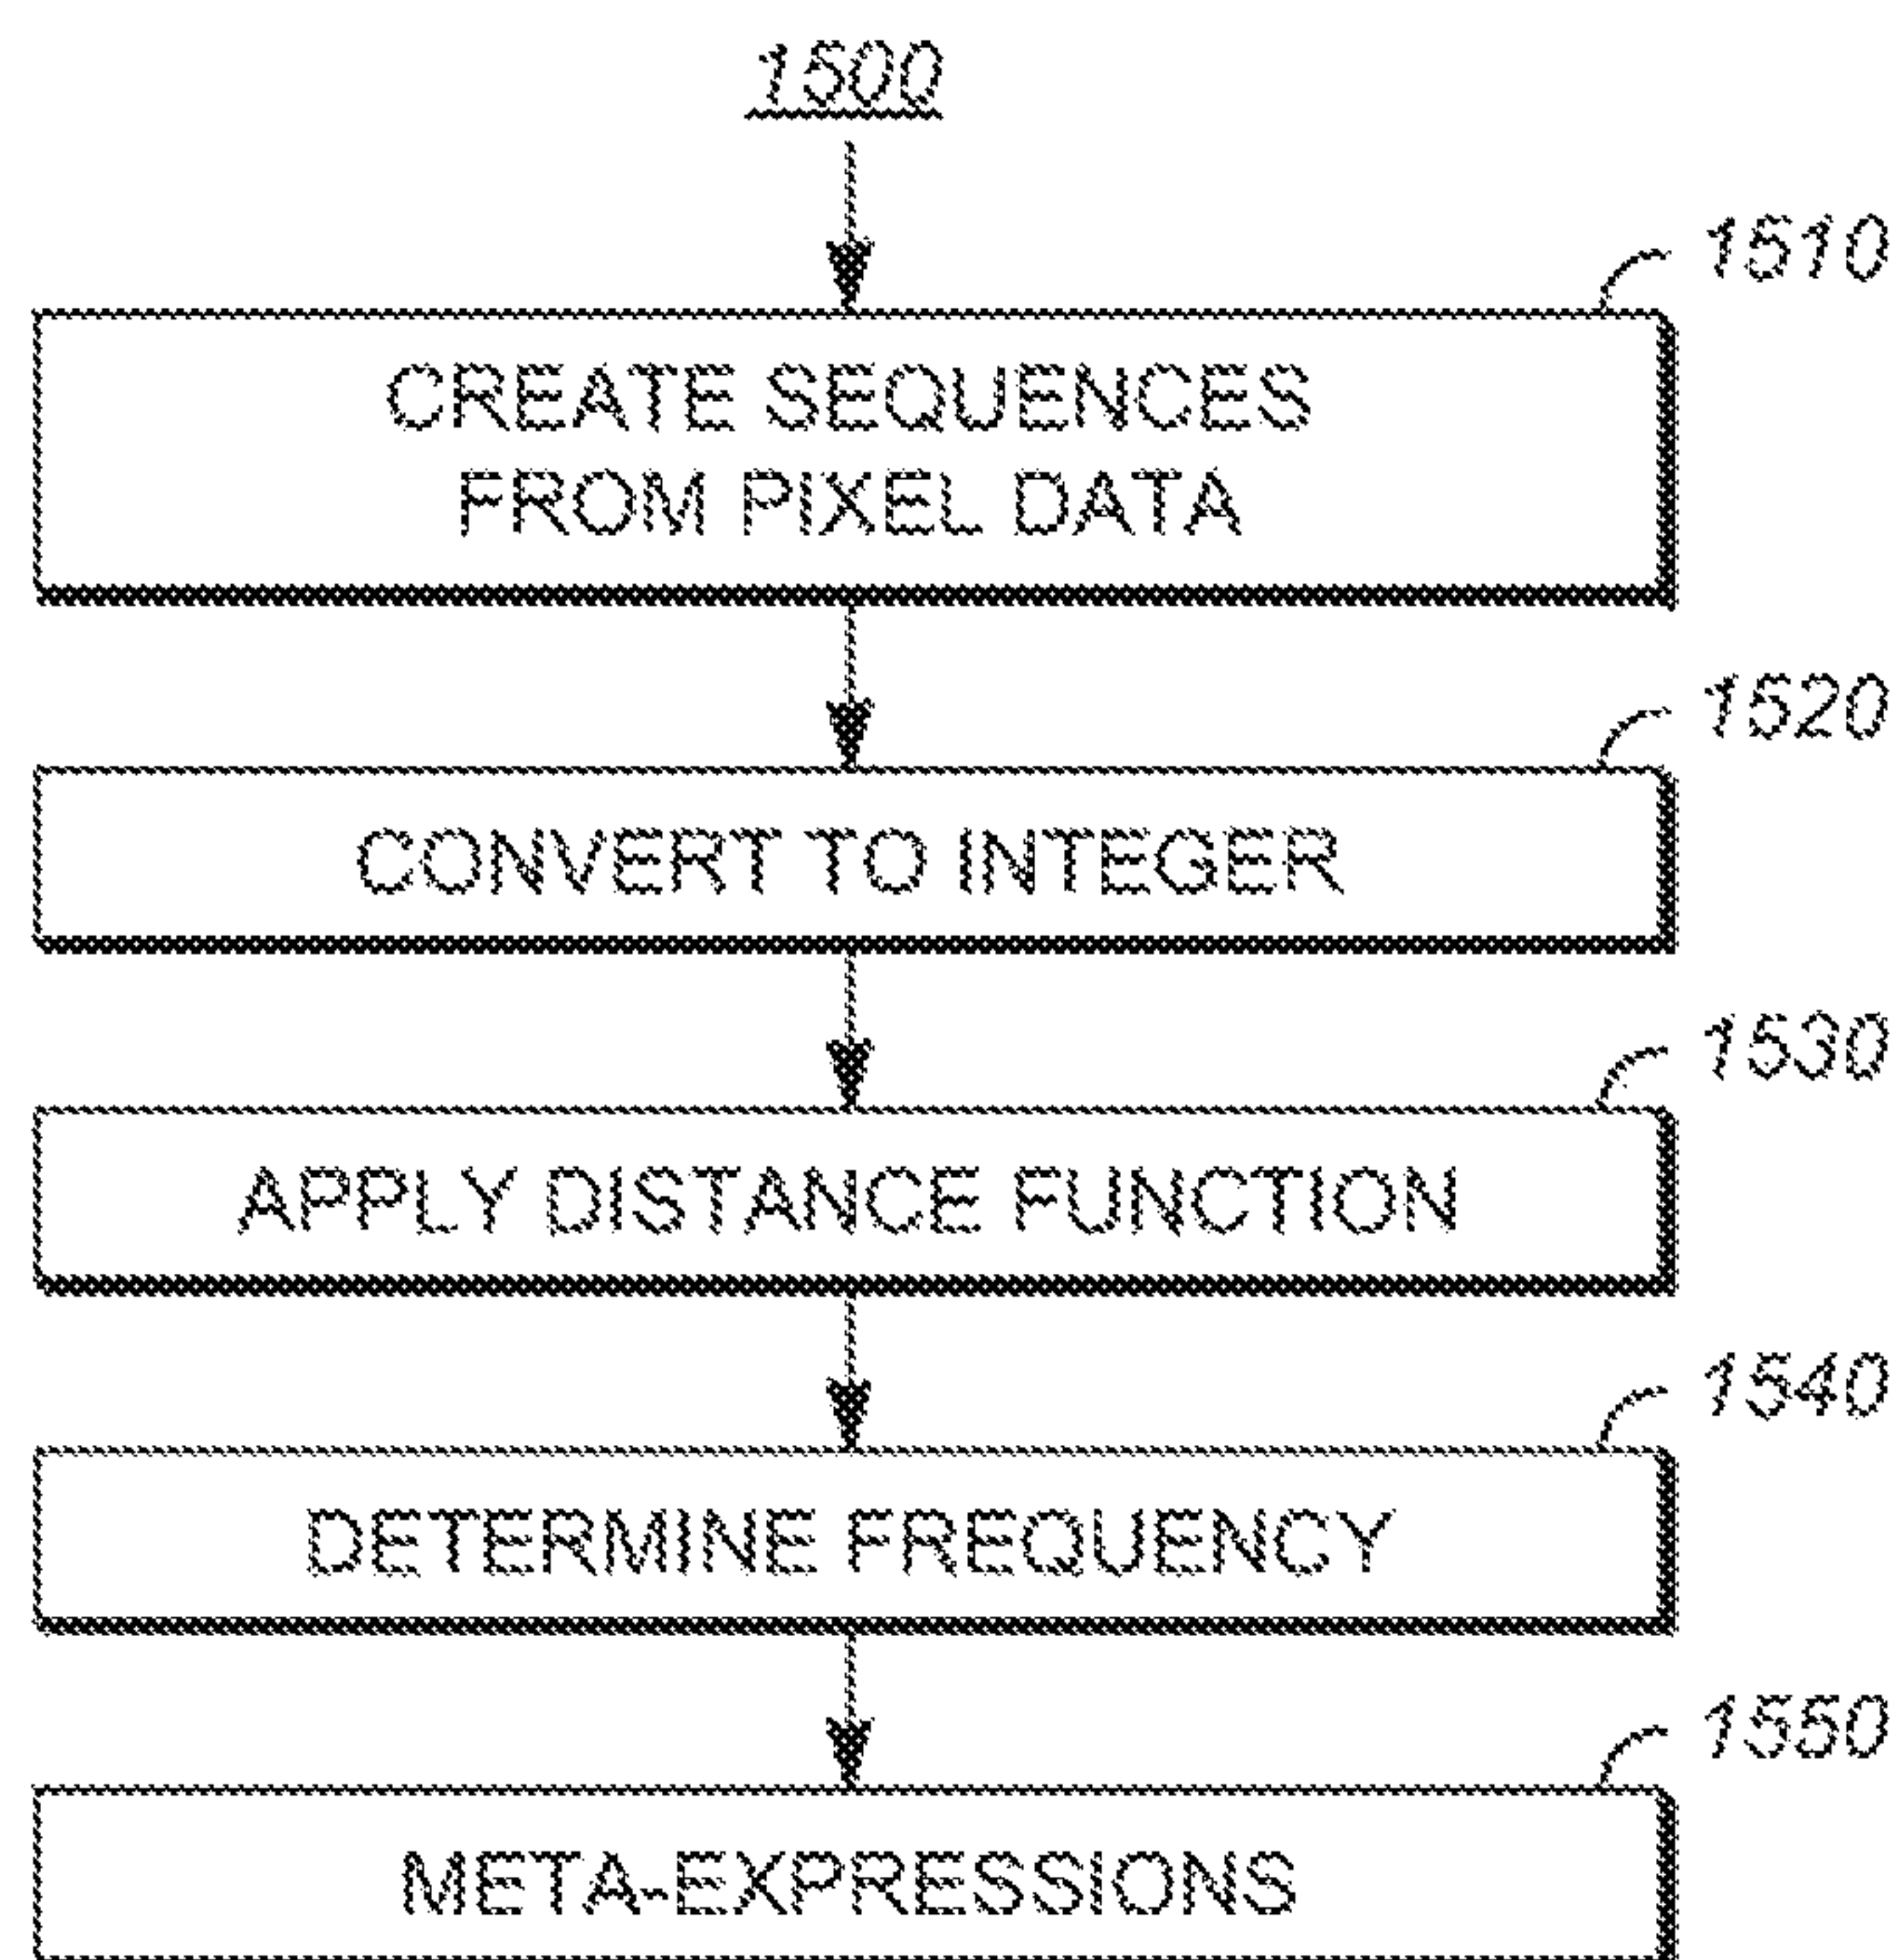 1500
1510
CREATE SEQUENCES
FROM PIXEL DATA
1520
CONVERT TO INTEGER
1530
APPLY DISTANCE FUNCTION
1540
DETERMINE FREQUENCY
1550
META-EXPRESSIONS